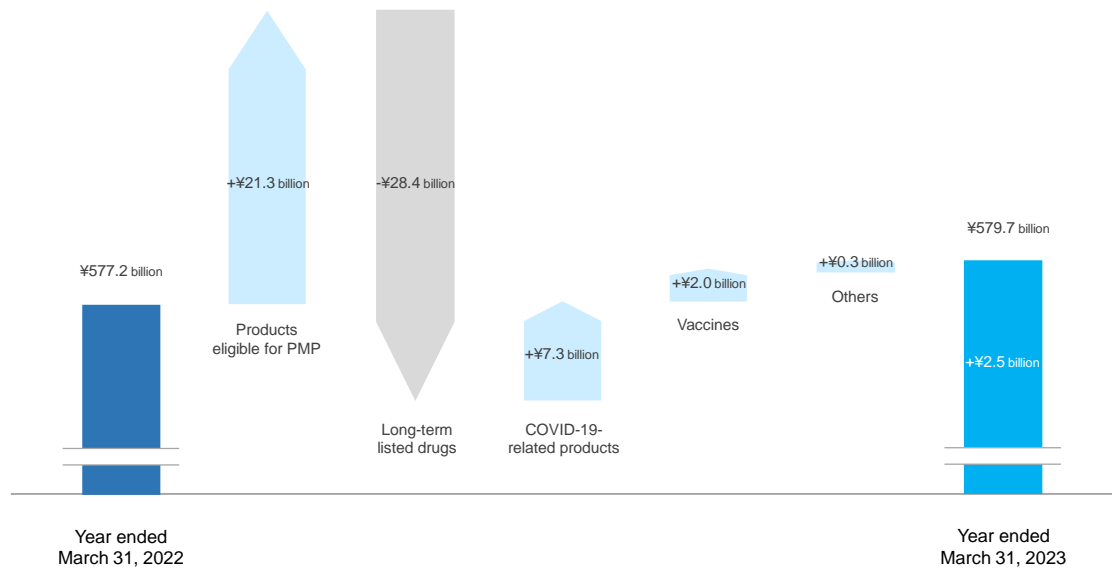 ¥577.2 billion
+¥21.3 billion
Products
eligible for PMP
-¥28.4 billion
Long-term
listed drugs
+¥7.3 billion
COVID-19-
related products
+¥2.0 billion
Vaccines
+¥0.3 billion
Others
¥579.7 billion
+¥2.5 billion
Year ended
March 31, 2022
Year ended
March 31, 2023